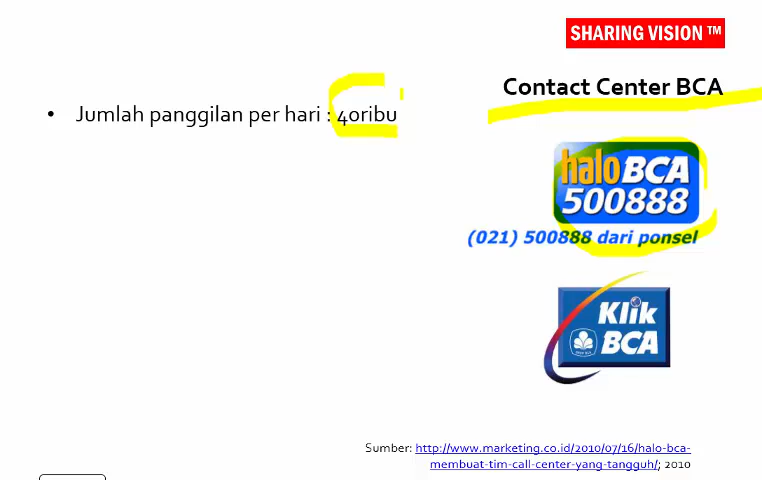 SHARING VISION ™
Contact Center BCA
• Jumlah panggilan per hari : 40ribu
halo BCA
500888
(021) 500888 dari ponsel
Klik
BCA
Sumber: http://www.marketing.co.id/2010/07/16/halo-bca-
membuat-tim-call-center-yang-tangguh/; 2010